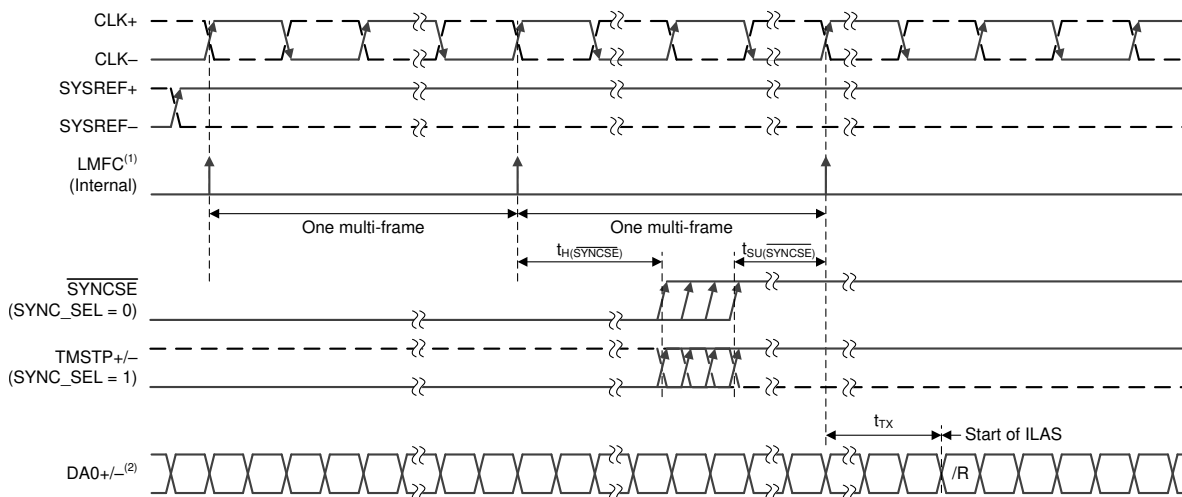 CLK+
CLK–
SYSREF+
SYSREF–
LMFC(1)
(Internal)
One multi-frame
One multi-frame
tH(SYNCSE)
tSU(SYNCSE)
SYNCSE
(SYNC_SEL = 0)
TMSTP+/–
(SYNC_SEL = 1)
tTX
Start of ILAS
DA0+/–(2)
/R